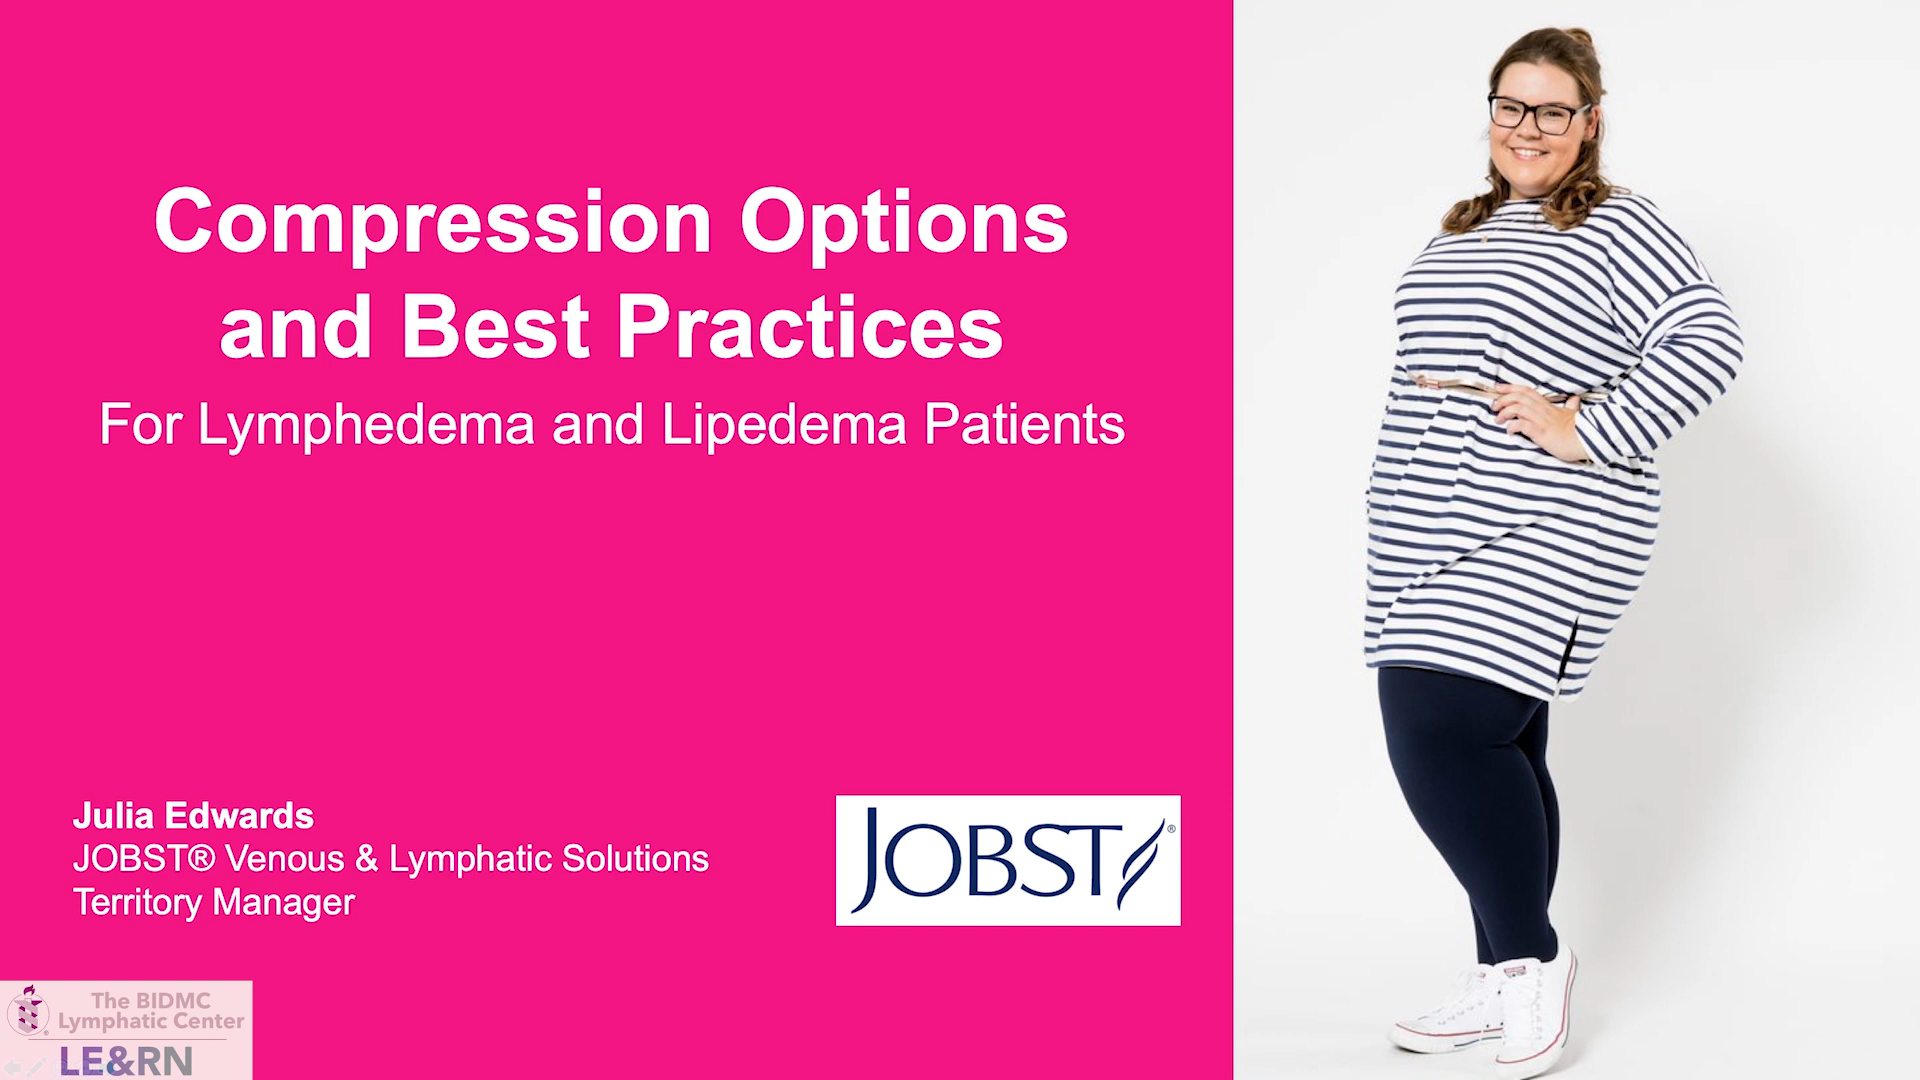 Compression Options
and Best Practices
For Lymphedema and Lipedema Patients
Julia Edwards
JOBST® Venous & Lymphatic Solutions
Territory Manager
JOBST®
The BIDMC
Lymphatic Center
LE&RN